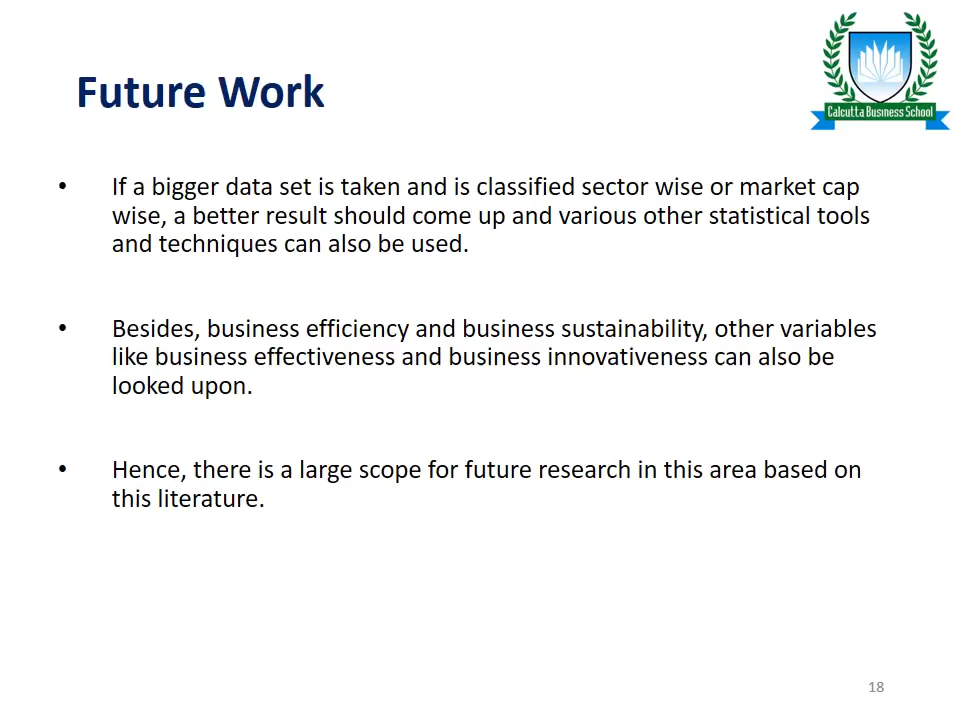 Calcutta Business School
Future Work
• If a bigger data set is taken and is classified sector wise or market cap
wise, a better result should come up and various other statistical tools
and techniques can also be used.
• Besides, business efficiency and business sustainability, other variables
like business effectiveness and business innovativeness can also be
looked upon.
• Hence, there is a large scope for future research in this area based on
this literature.
18